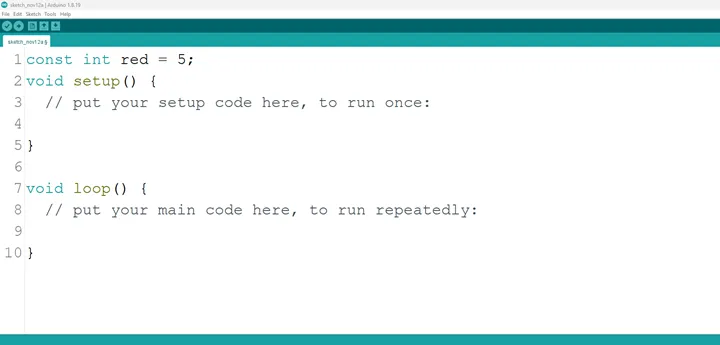 sketch_nov12a | Arduino 1.8.19
File Edit Sketch Tools Help
sketch_nov12a §
1 const int red = 5;
2 void setup() {
3   // put your setup code here, to run once:
4
5 }
6
7 void loop() {
8   // put your main code here, to run repeatedly:
9
10 }